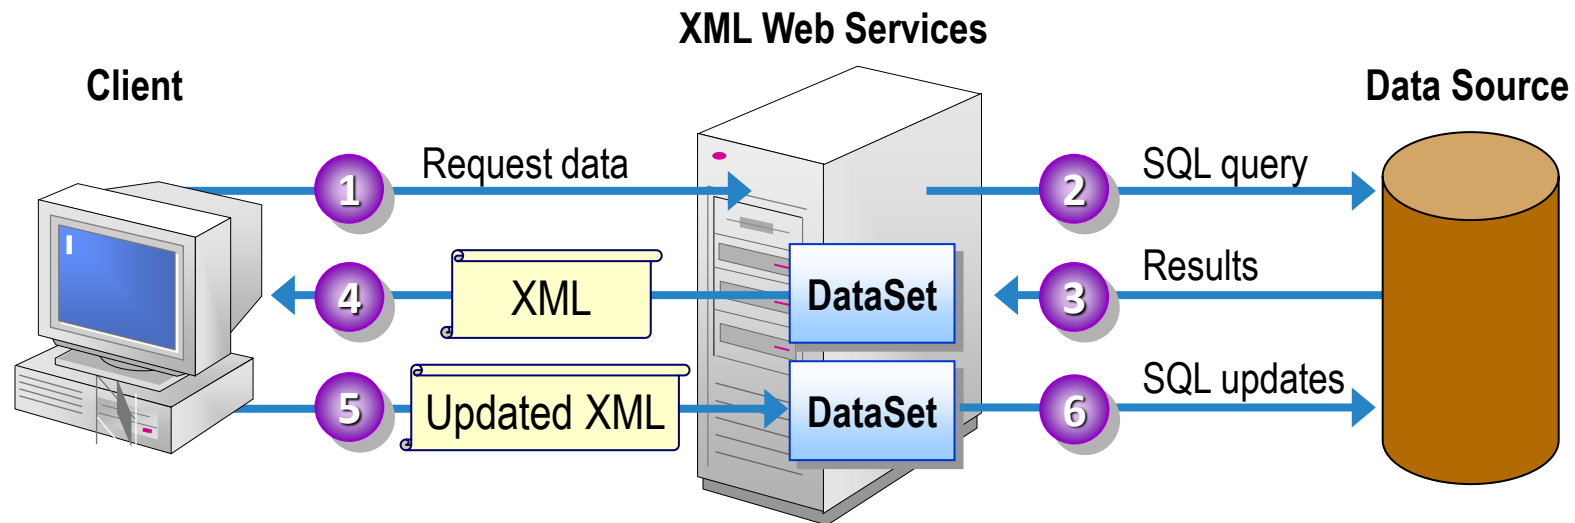 XML Web Services
Client
Data Source
1
Request data
2
SQL query
4
XML
DataSet
3
Results
5
Updated XML
DataSet
6
SQL updates